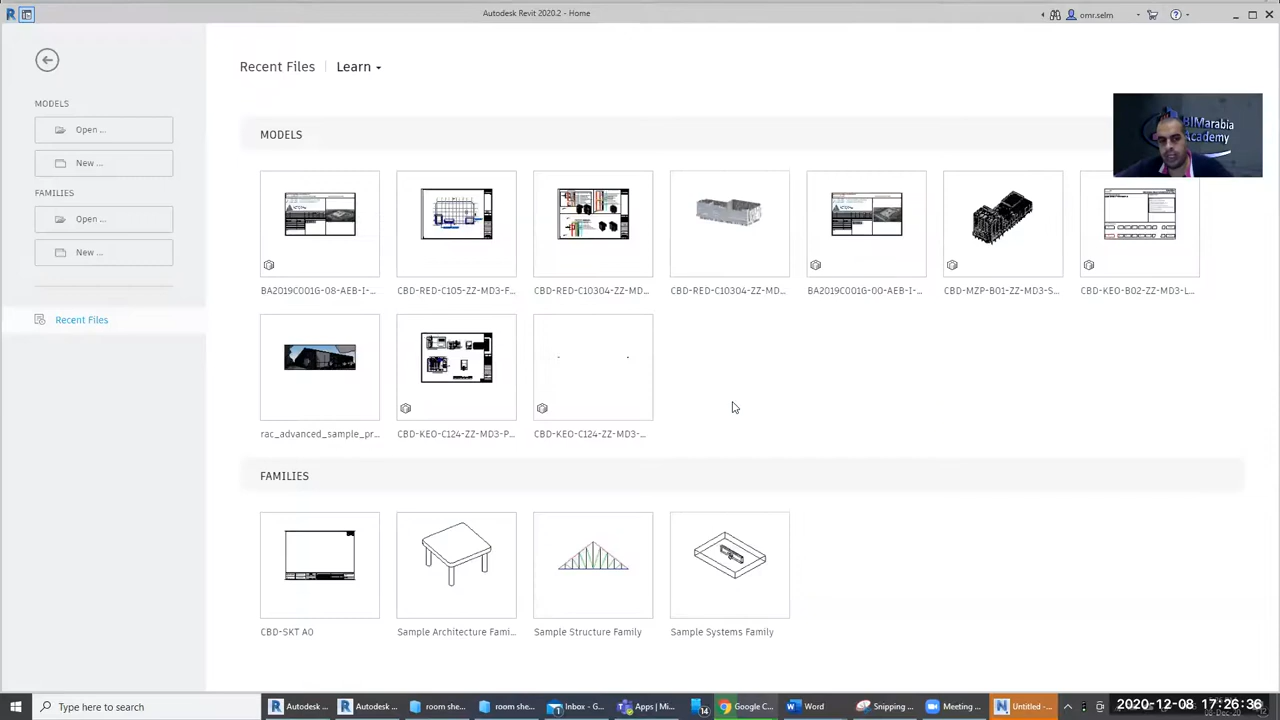 Autodesk Revit 2020.2 - Home
omr.selm
Recent Files
Learn
MODELS
Open ...
New ...
FAMILIES
Open ...
New ...
Recent Files
MODELS
BIMarabia
Academy
BA2019C001G-08-AEB-I-...
CBD-RED-C105-ZZ-MD3-F...
CBD-RED-C10304-ZZ-MD...
CBD-RED-C10304-ZZ-MD...
BA2019C001G-00-AEB-I-...
CBD-MZP-B01-ZZ-MD3-S...
CBD-KEO-B02-ZZ-MD3-L...
rac_advanced_sample_pr...
CBD-KEO-C124-ZZ-MD3-P...
CBD-KEO-C124-ZZ-MD3-...
FAMILIES
CBD-SKT A0
Sample Architecture Fami...
Sample Structure Family
Sample Systems Family
Type here to search
Autodesk ...
Autodesk ...
room she...
room she...
Inbox - G...
Apps | Mi...
14
Google C...
Word
Snipping ...
Meeting ...
Untitled -...
2020-12-08 17:26:36